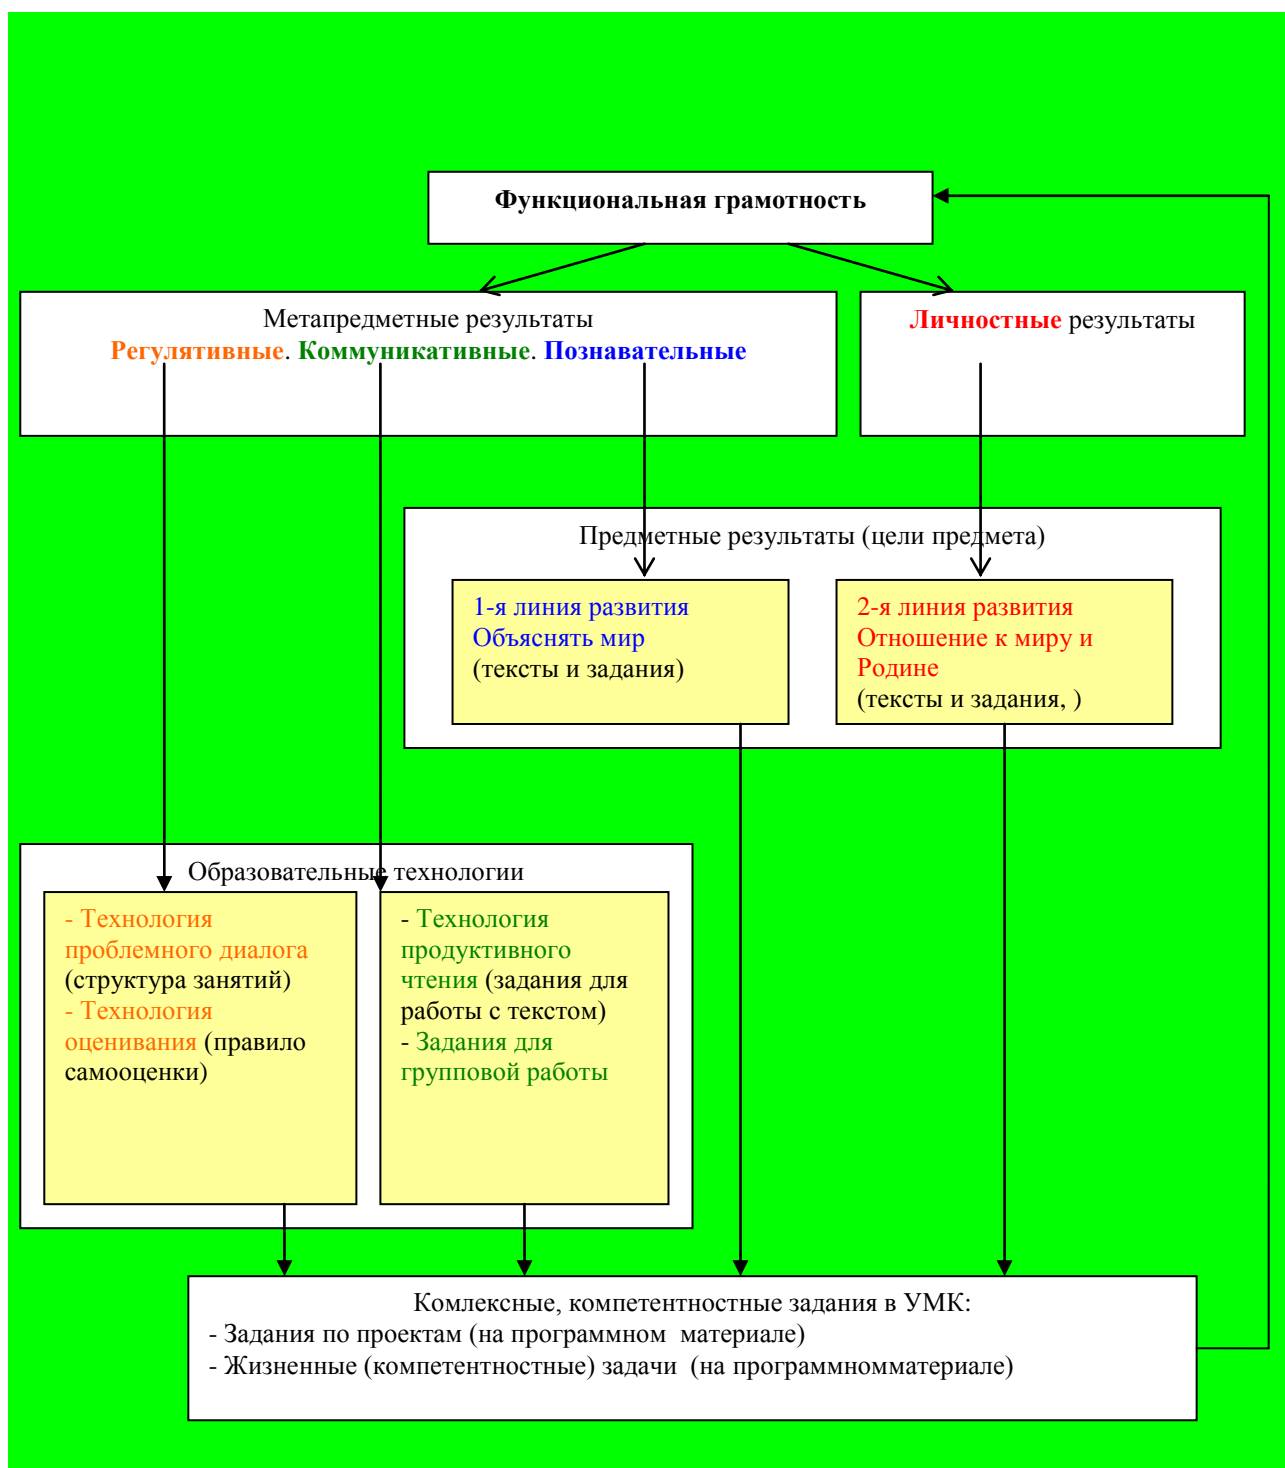 Функциональная грамотность
Метапредметные результаты
Регулятивные. Коммуникативные. Познавательные
Личностные результаты
Предметные результаты (цели предмета)
1-я линия развития
Объяснять мир
(тексты и задания)
2-я линия развития
Отношение к миру и
Родине
(тексты и задания, )
Образовательные технологии
- Технология
проблемного диалога
(структура занятий)
- Технология
оценивания (правило
самооценки)
- Технология
продуктивного
чтения (задания для
работы с текстом)
- Задания для
групповой работы
Комлексные, компетентностные задания в УМК:
- Задания по проектам (на программном  материале)
- Жизненные (компетентностные) задачи  (на программномматериале)